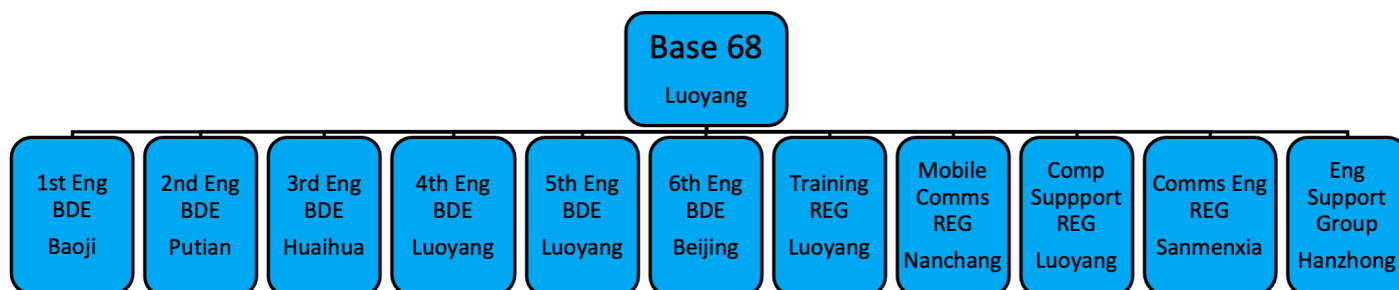 Base 68
Luoyang
1st Eng
BDE
Baoji
2nd Eng
BDE
Putian
3rd Eng
BDE
Huaihua
4th Eng
BDE
Luoyang
5th Eng
BDE
Luoyang
6th Eng
BDE
Beijing
Training
REG
Luoyang
Mobile
Comms
REG
Nanchang
Comp
Suppport
REG
Luoyang
Comms Eng
REG
Sanmenxia
Eng
Support
Group
Hanzhong